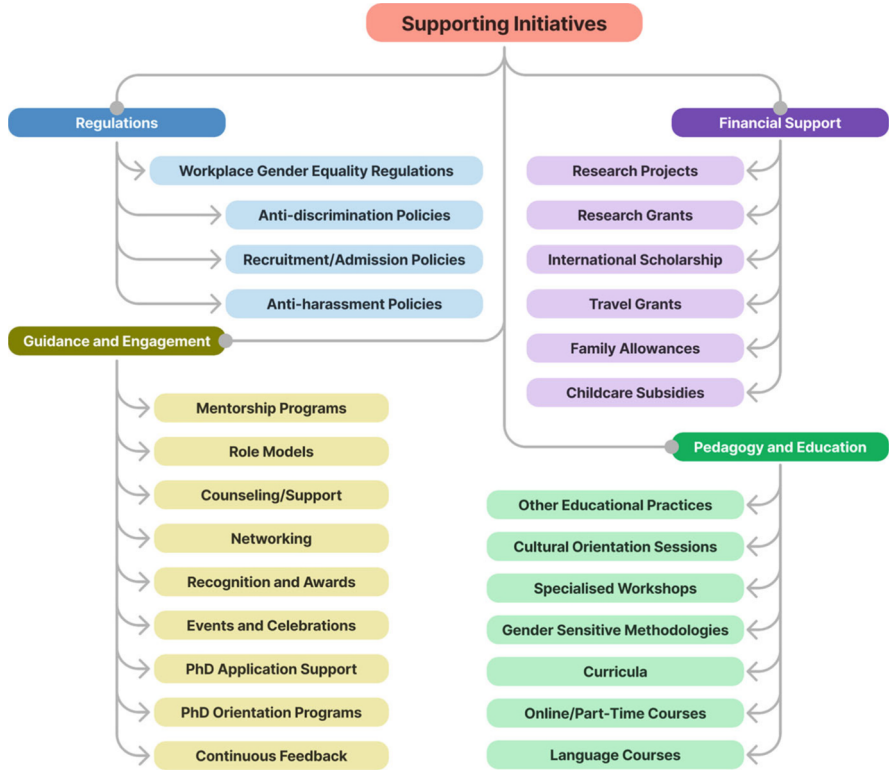 Supporting Initiatives
Regulations
Workplace Gender Equality Regulations
Anti-discrimination Policies
Recruitment/Admission Policies
Anti-harassment Policies
Financial Support
Research Projects
Research Grants
International Scholarship
Travel Grants
Family Allowances
Childcare Subsidies
Guidance and Engagement
Mentorship Programs
Role Models
Counseling/Support
Networking
Recognition and Awards
Events and Celebrations
PhD Application Support
PhD Orientation Programs
Continuous Feedback
Pedagogy and Education
Other Educational Practices
Cultural Orientation Sessions
Specialised Workshops
Gender Sensitive Methodologies
Curricula
Online/Part-Time Courses
Language Courses